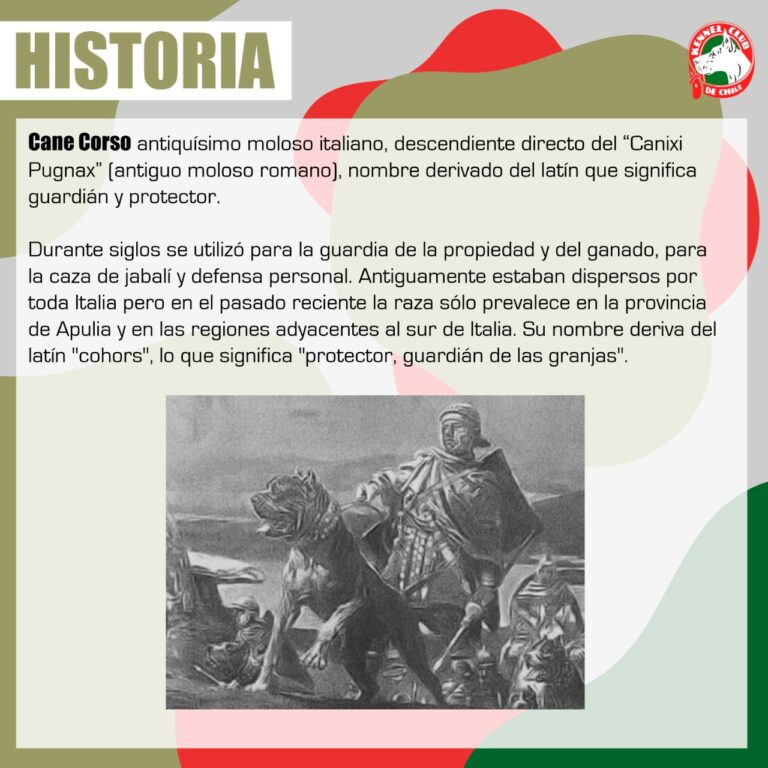 HISTORIA
KENNEL CLUB
DE CHILE
Cane Corso antiquísimo moloso italiano, descendiente directo del “Canixi
Pugnax” (antiguo moloso romano), nombre derivado del latín que significa
guardián y protector.
Durante siglos se utilizó para la guardia de la propiedad y del ganado, para
la caza de jabalí y defensa personal. Antiguamente estaban dispersos por
toda Italia pero en el pasado reciente la raza sólo prevalece en la provincia
de Apulia y en las regiones adyacentes al sur de Italia. Su nombre deriva del
latín "cohors", lo que significa "protector, guardián de las granjas".